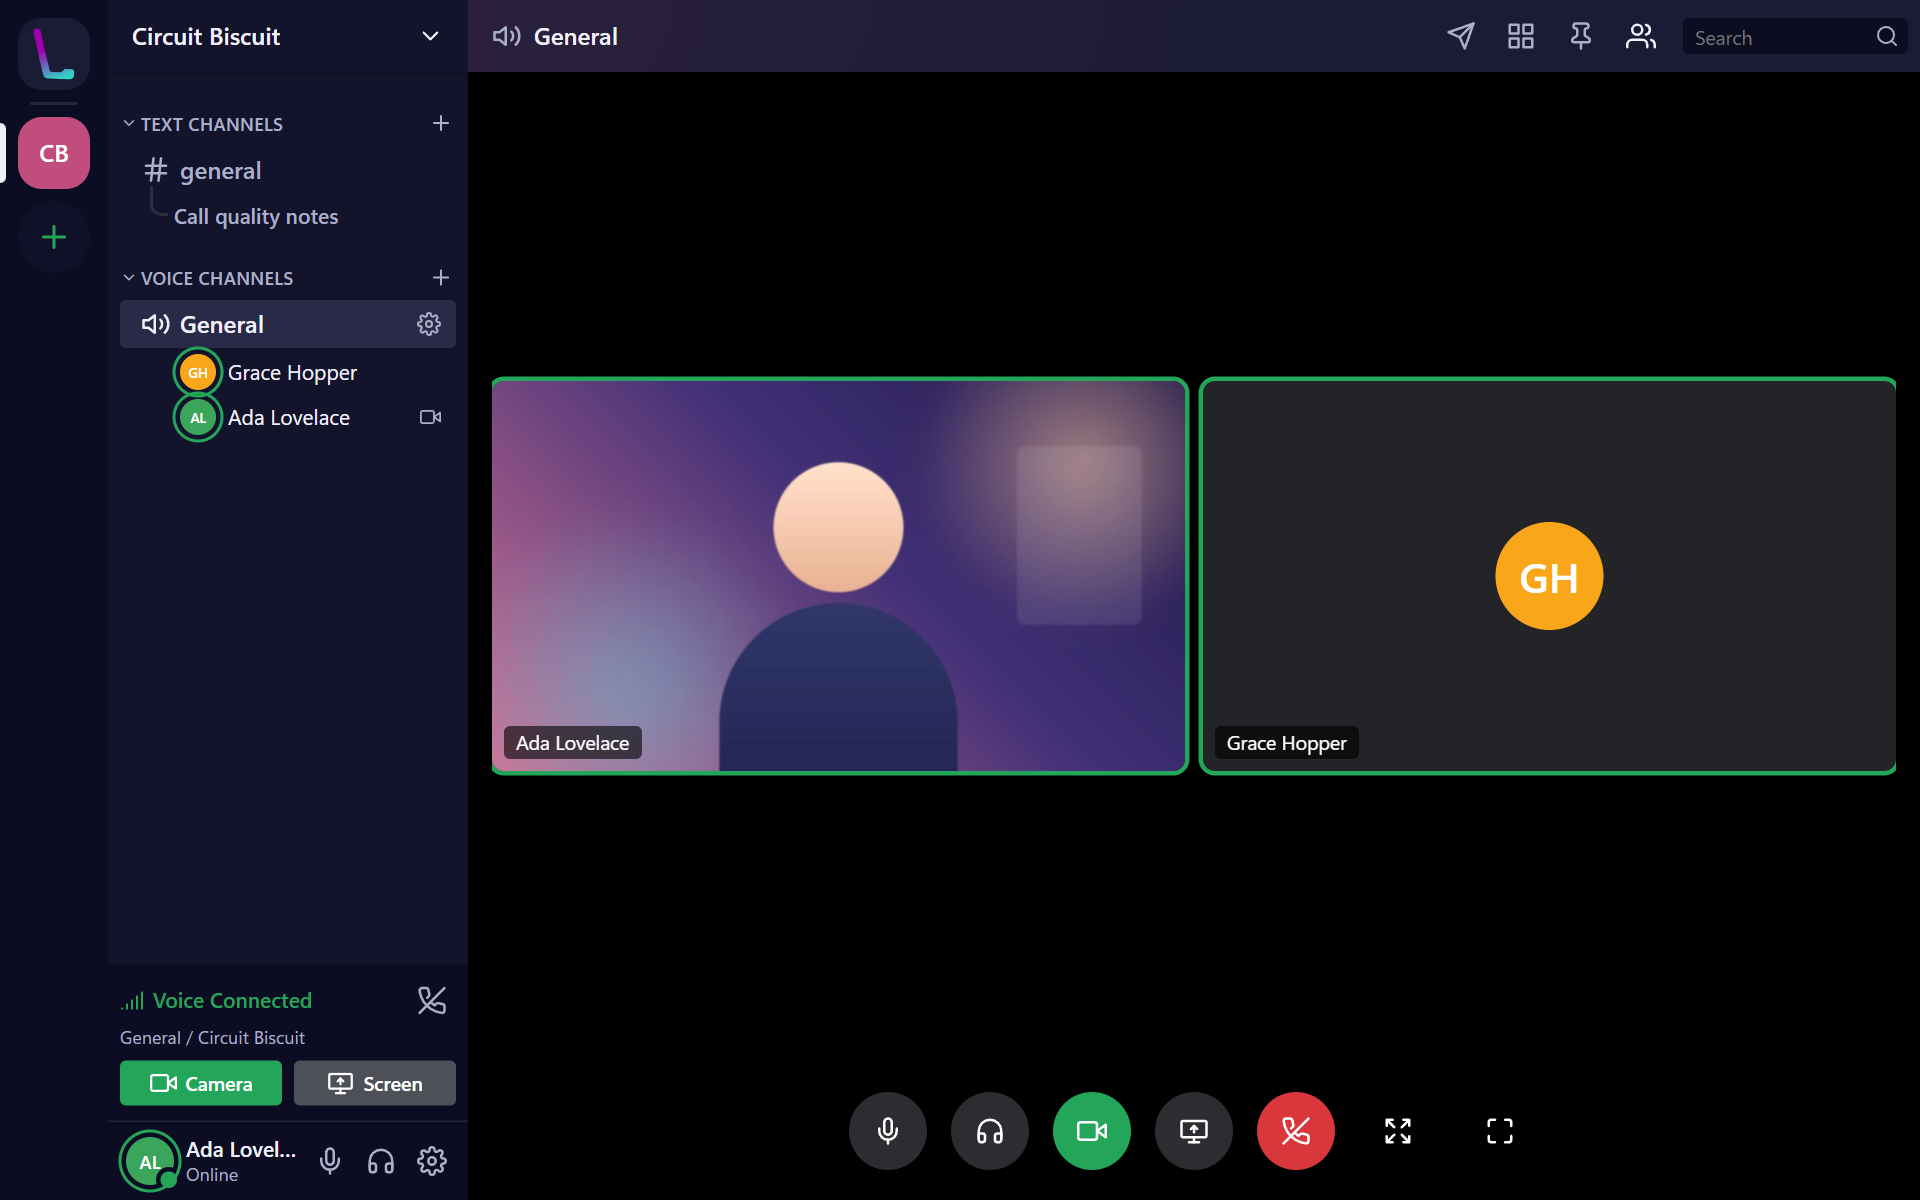 Circuit Biscuit
General
Search
CB
TEXT CHANNELS
general
Call quality notes
VOICE CHANNELS
General
GH Grace Hopper
AL Ada Lovelace
GH
Ada Lovelace
Grace Hopper
Voice Connected
General / Circuit Biscuit
Camera
Screen
AL
Ada Lovel...
Online